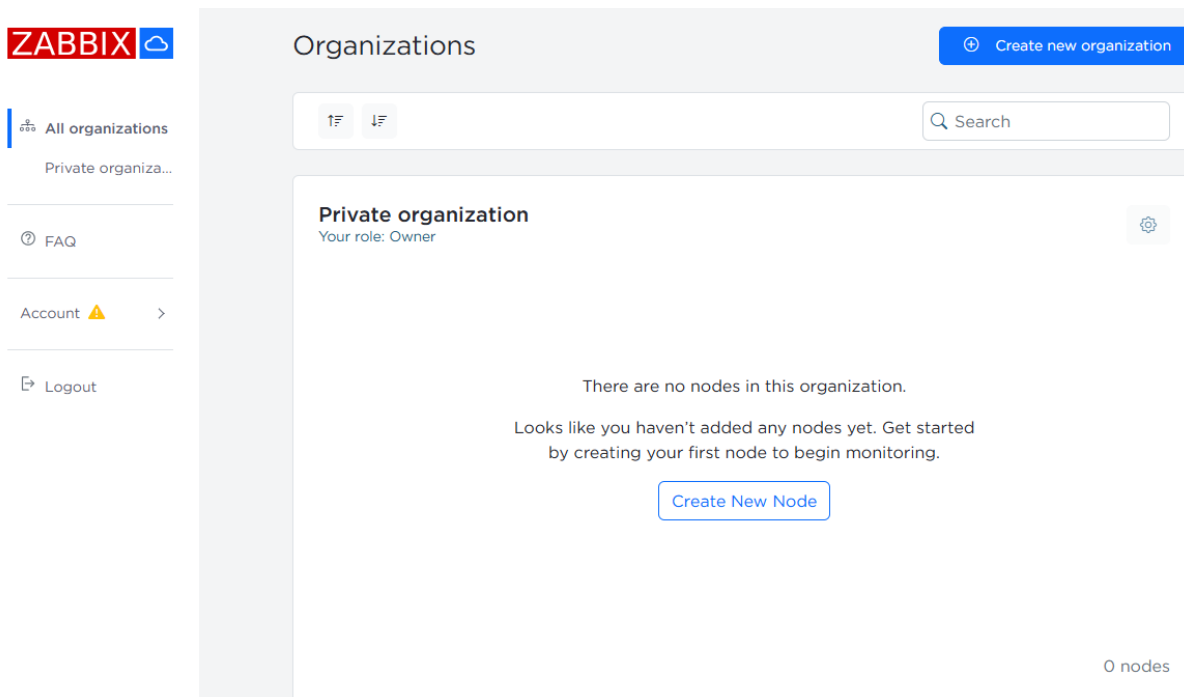 ZABBIX
All organizations
Private organiza...
FAQ
Account
Logout
Organizations
Create new organization
Search
Private organization
Your role: Owner
There are no nodes in this organization.
Looks like you haven't added any nodes yet. Get started
by creating your first node to begin monitoring.
Create New Node
0 nodes